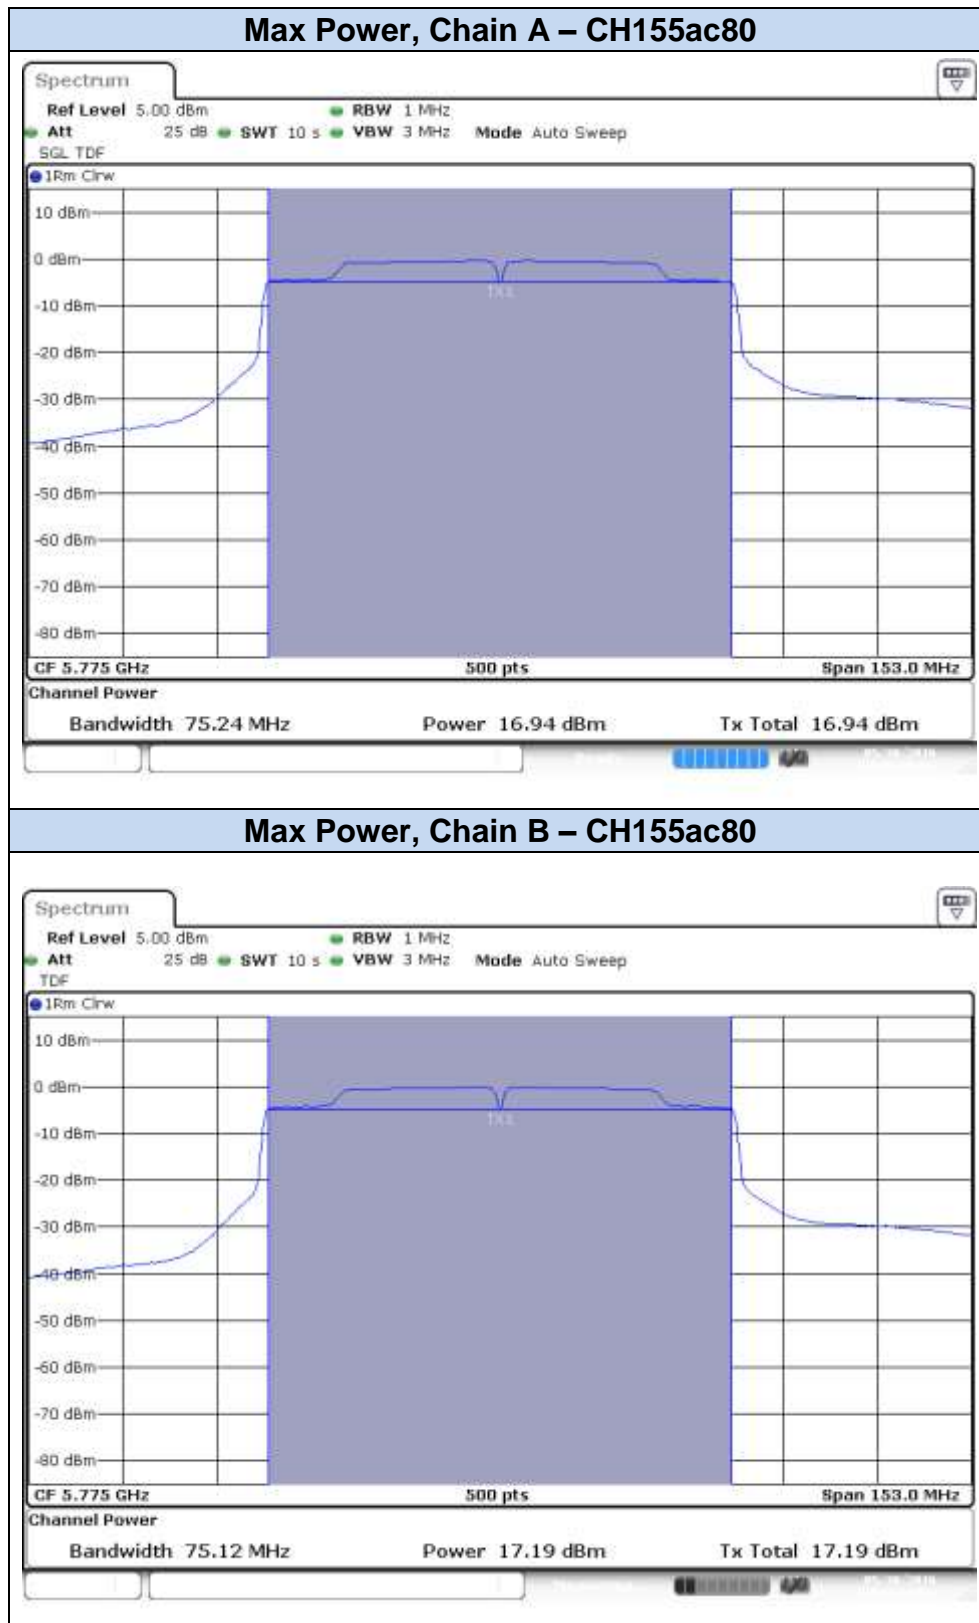 Max Power, Chain A – CH155ac80
Spectrum
Ref Level 5.00 dBm RBW 1 MHz
Att 25 dB SWT 10 s VBW 3 MHz Mode Auto Sweep
SGL TDF
1Rm Clrw
10 dBm
0 dBm
-10 dBm
-20 dBm
-30 dBm
-40 dBm
-50 dBm
-60 dBm
-70 dBm
-80 dBm
CF 5.775 GHz 500 pts Span 153.0 MHz
Channel Power
Bandwidth 75.24 MHz Power 16.94 dBm Tx Total 16.94 dBm
Max Power, Chain B – CH155ac80
Spectrum
Ref Level 5.00 dBm RBW 1 MHz
Att 25 dB SWT 10 s VBW 3 MHz Mode Auto Sweep
TDF
1Rm Clrw
10 dBm
0 dBm
-10 dBm
-20 dBm
-30 dBm
-40 dBm
-50 dBm
-60 dBm
-70 dBm
-80 dBm
CF 5.775 GHz 500 pts Span 153.0 MHz
Channel Power
Bandwidth 75.12 MHz Power 17.19 dBm Tx Total 17.19 dBm